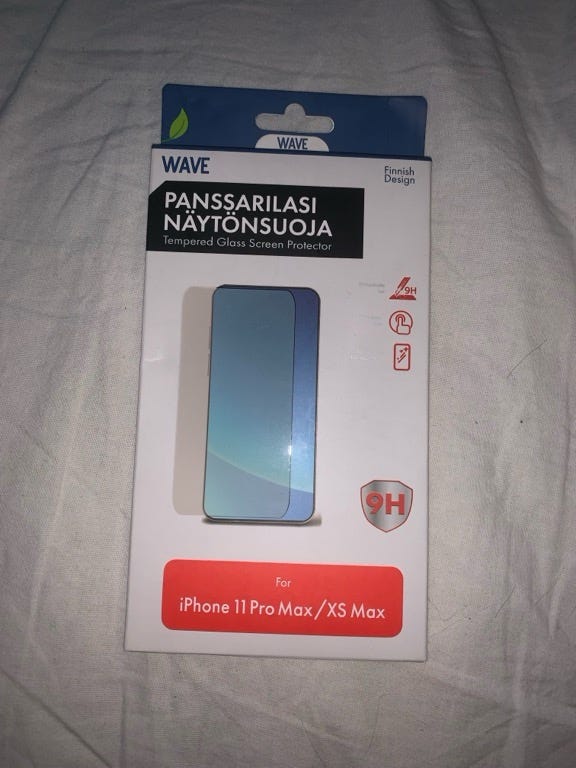 WAVE
WAVE
Finnish
Design
PANSSARILASI
NÄYTÖNSUOJA
Tempered Glass Screen Protector
9H
9H
For
iPhone 11 Pro Max/XS Max